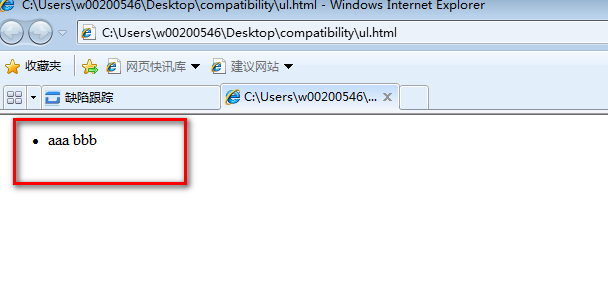 C:\Users\w00200546\Desktop\compatibility\ul.html - Windows Internet Explorer
C:\Users\w00200546\Desktop\compatibility\ul.html
收藏夹 网页快讯库 建议网站
缺陷跟踪 C:\Users\w00200546\...
• aaa bbb